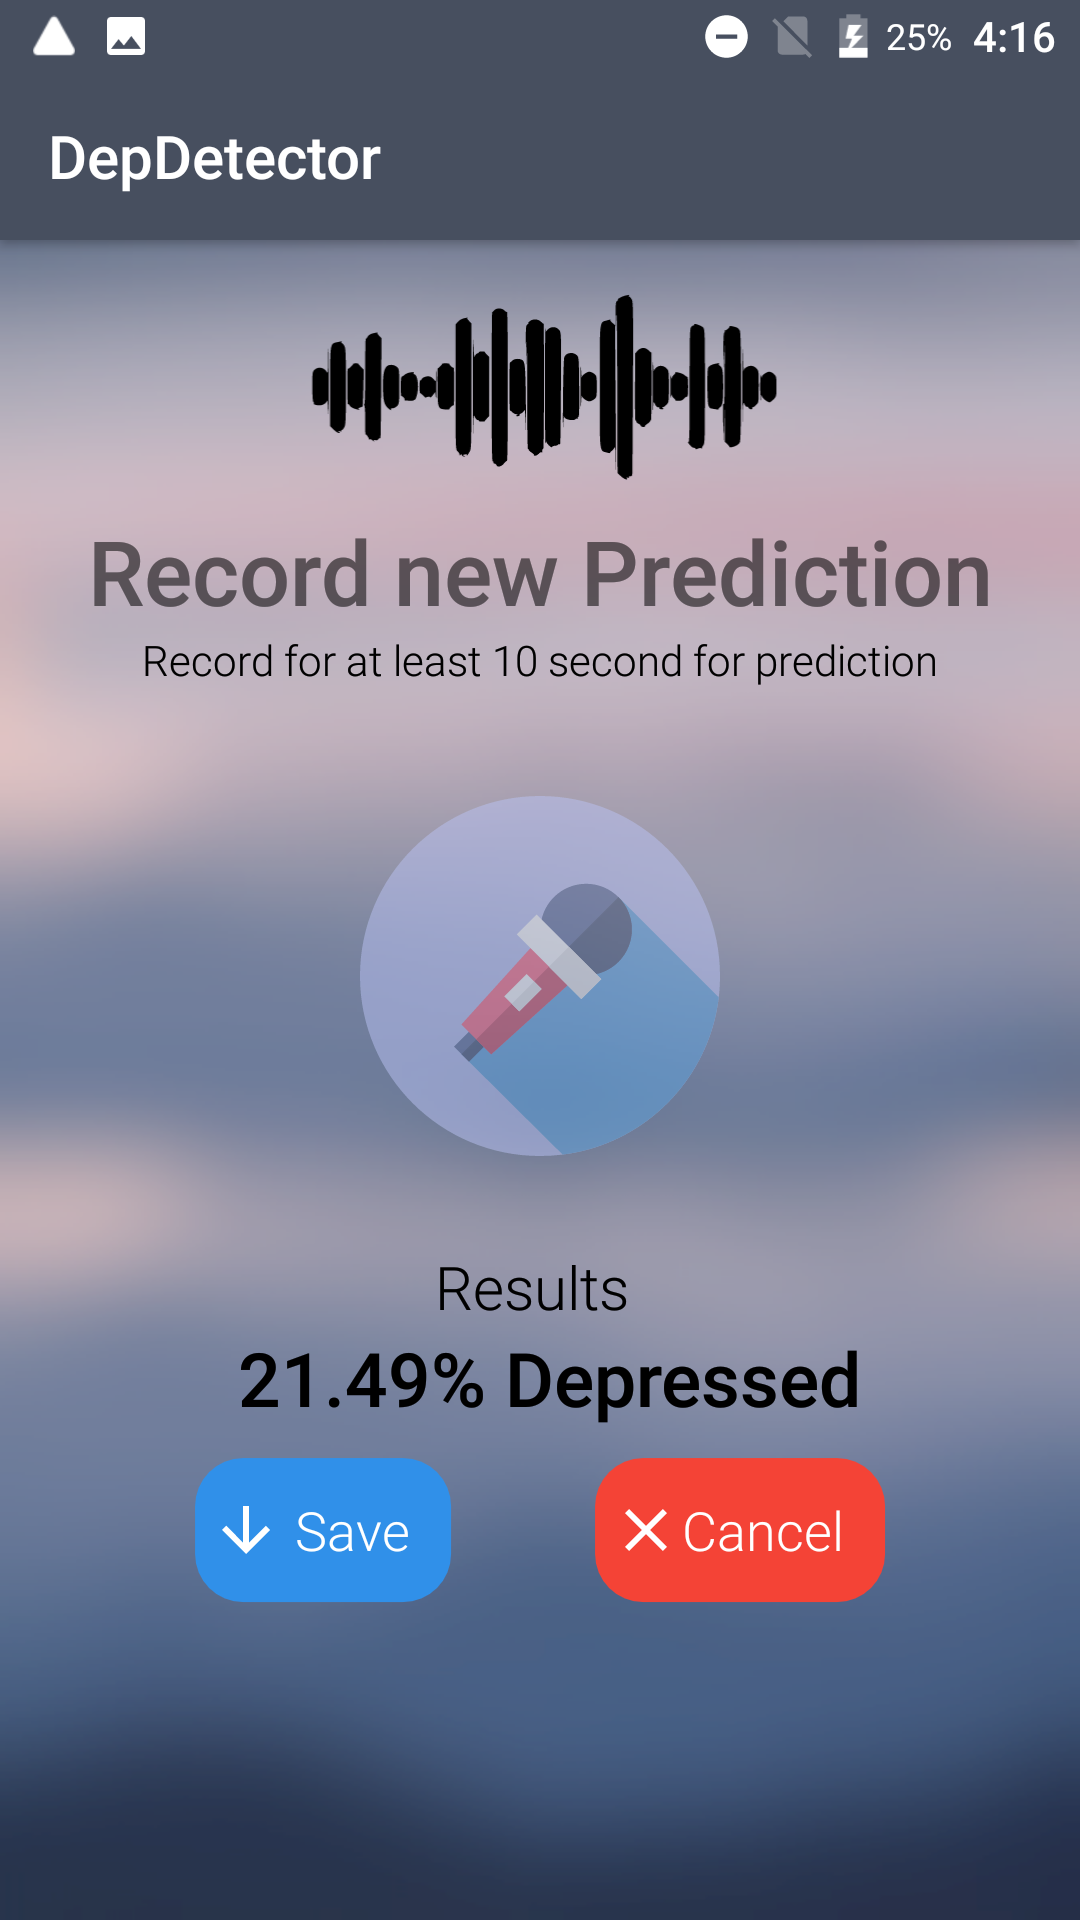 25% 4:16
DepDetector
Record new Prediction
Record for at least 10 second for prediction
Results
21.49% Depressed
Save Cancel